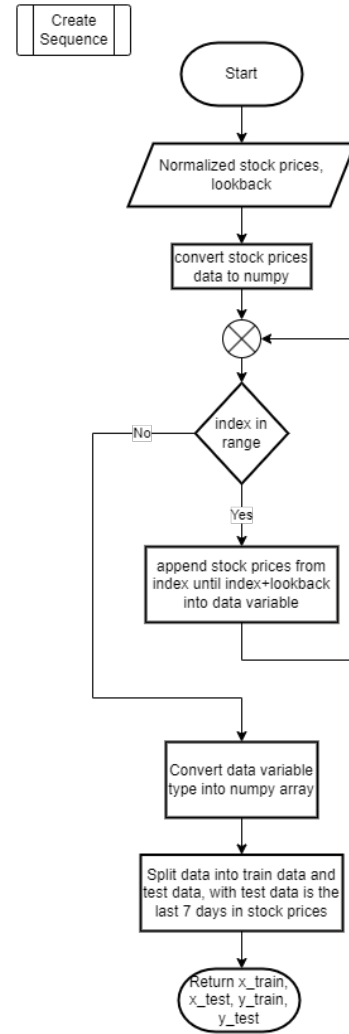 Create
Sequence
Start
Normalized stock prices,
lookback
convert stock prices
data to numpy
index in
range
No
Yes
append stock prices from
index until index+lookback
into data variable
Convert data variable
type into numpy array
Split data into train data and
test data, with test data is the
last 7 days in stock prices
Return x_train,
x_test, y_train,
y_test